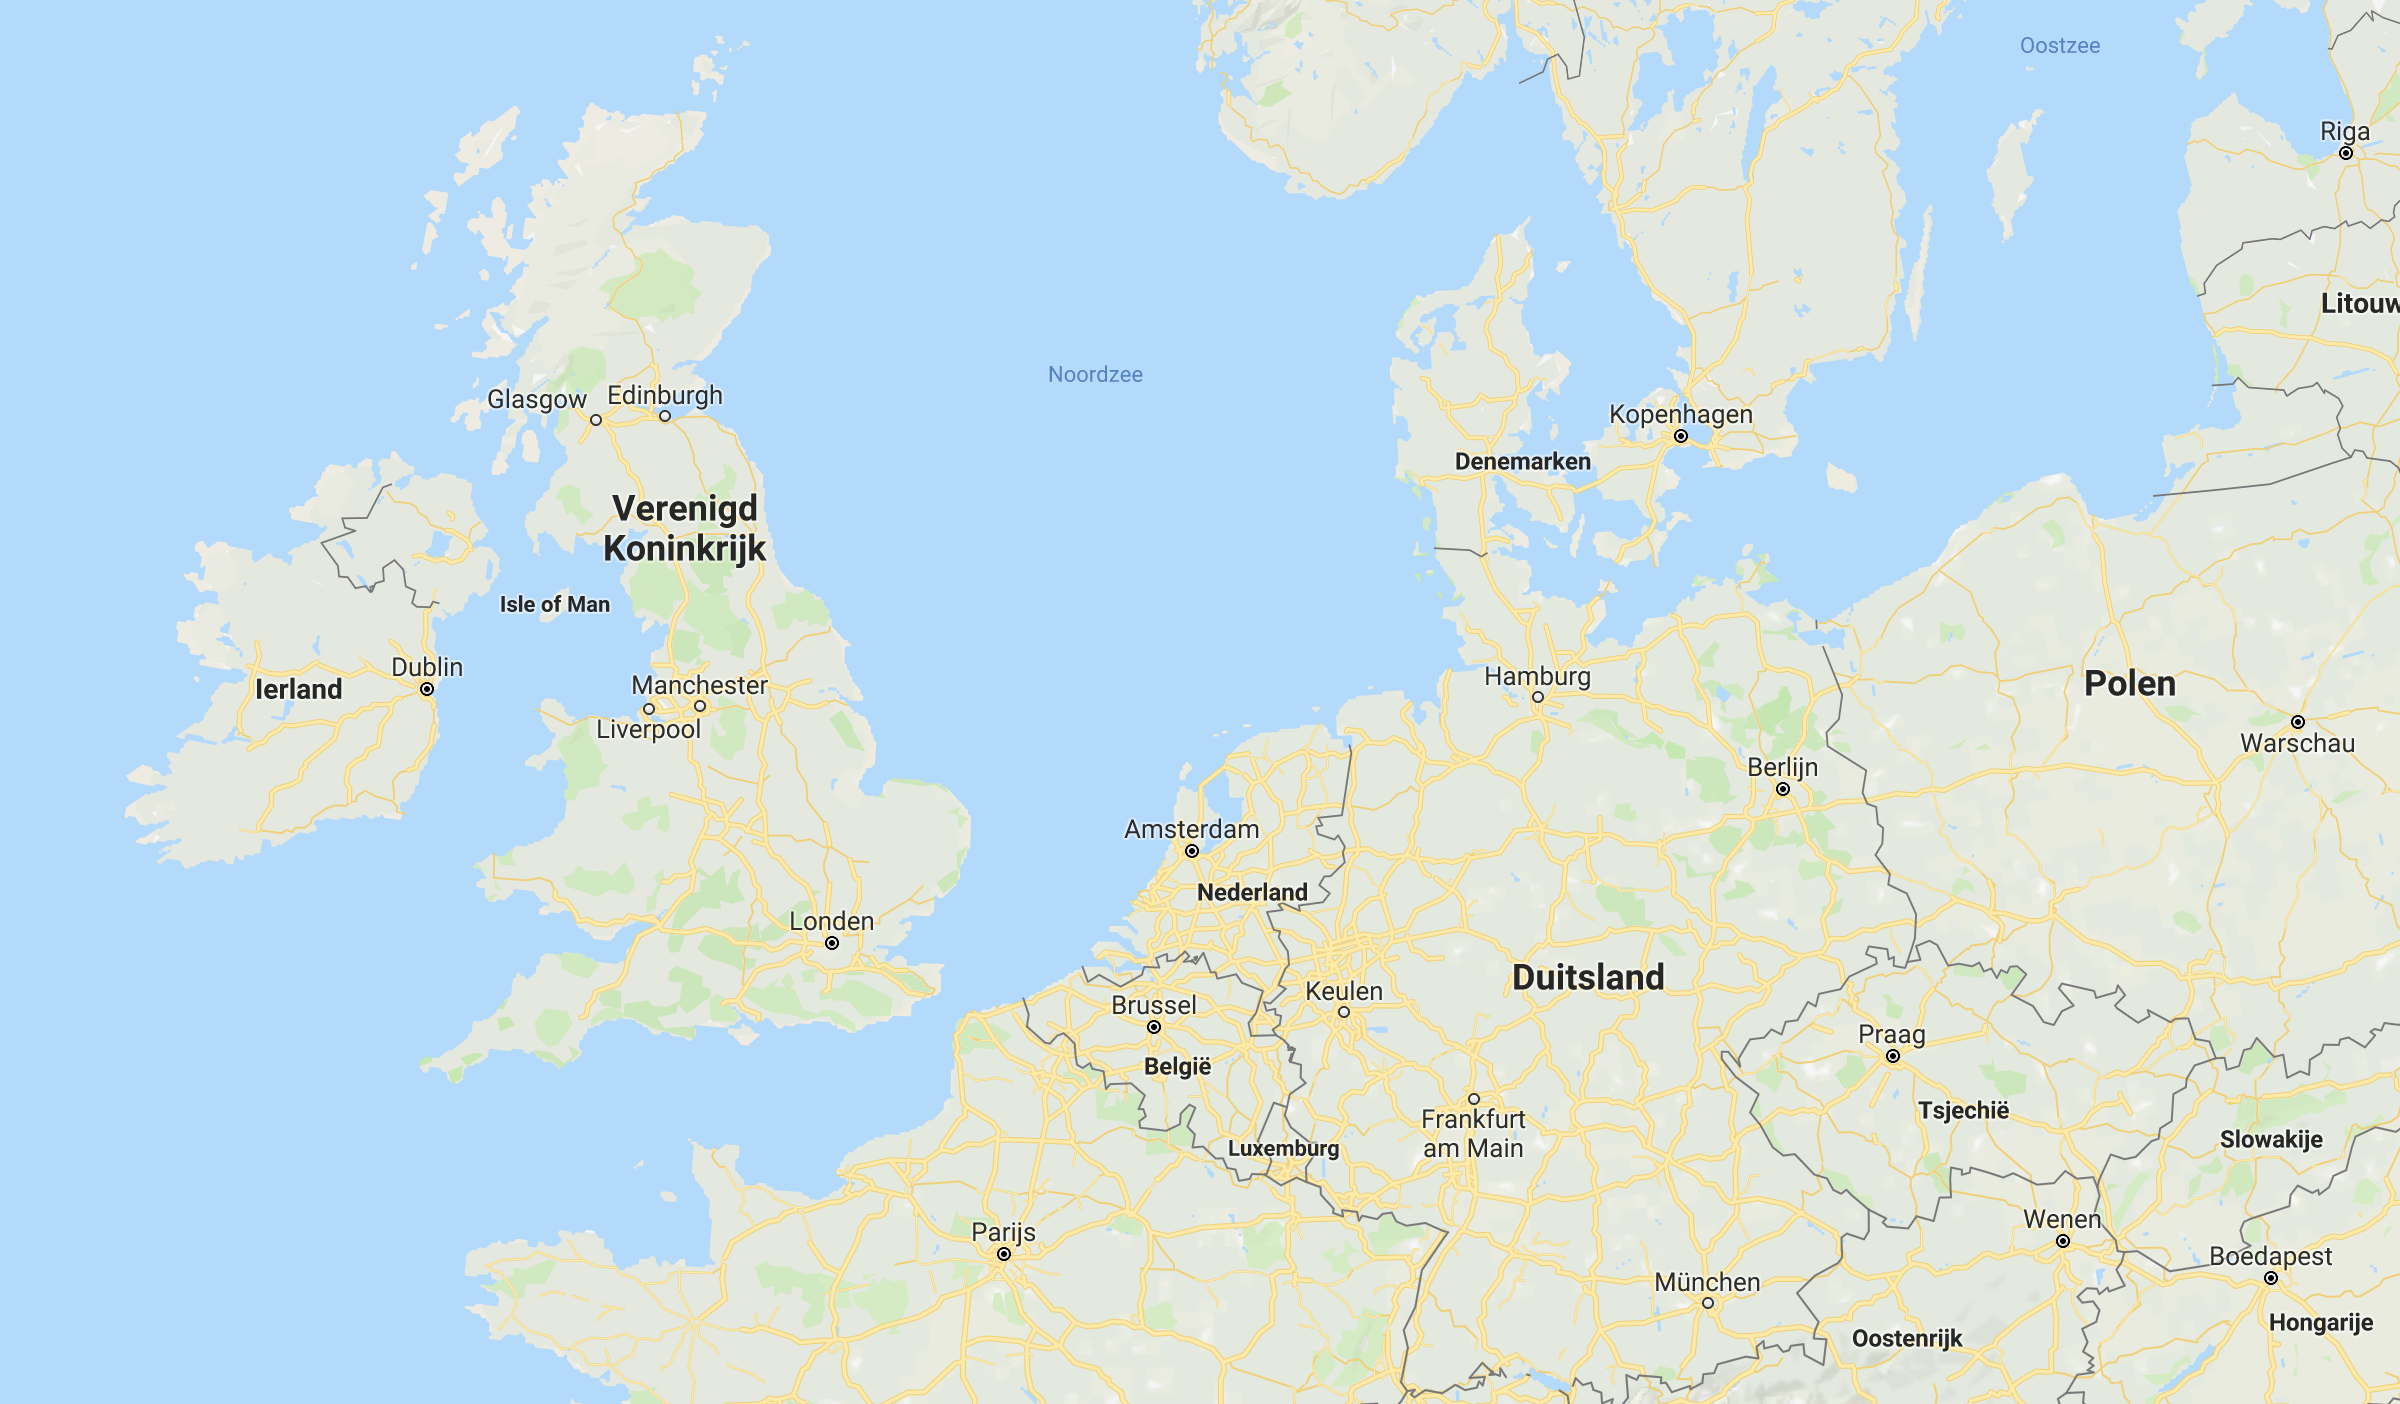 Oostzee
Riga
Litouw
Noordzee
Glasgow
Edinburgh
Kopenhagen
Denemarken
Verenigd
Koninkrijk
Isle of Man
Dublin
Ierland
Manchester
Liverpool
Hamburg
Polen
Warschau
Berlijn
Amsterdam
Nederland
Londen
Duitsland
Keulen
Brussel
België
Praag
Tsjechië
Frankfurt
am Main
Luxemburg
Slowakije
Parijs
Wenen
Boedapest
München
Hongarije
Oostenrijk